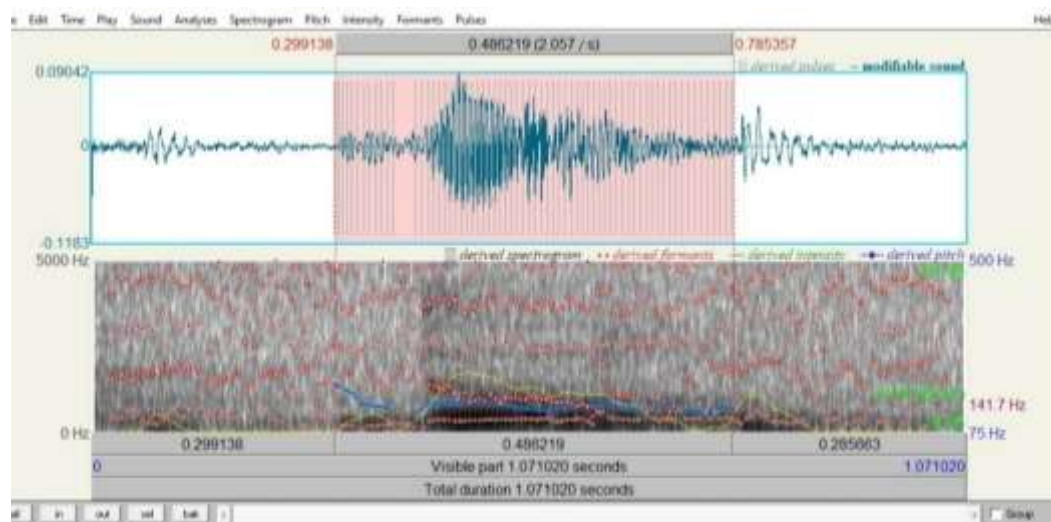 Edit Time Play Sound Analyses Spectrogram Pitch Intensity Formants Pulses Hel
0.299138 0.486219 (2.057 / s) 0.785357
derived pulses modifiable sound
0.09042
0
-0.1183
derived spectrogram derived formants derived intensity derived pitch
5000 Hz 500 Hz
141.7 Hz
0 Hz 75 Hz
0.299138 0.486219 0.285663
0 Visible part 1.071020 seconds 1.071020
Total duration 1.071020 seconds
all in out sel bak Group